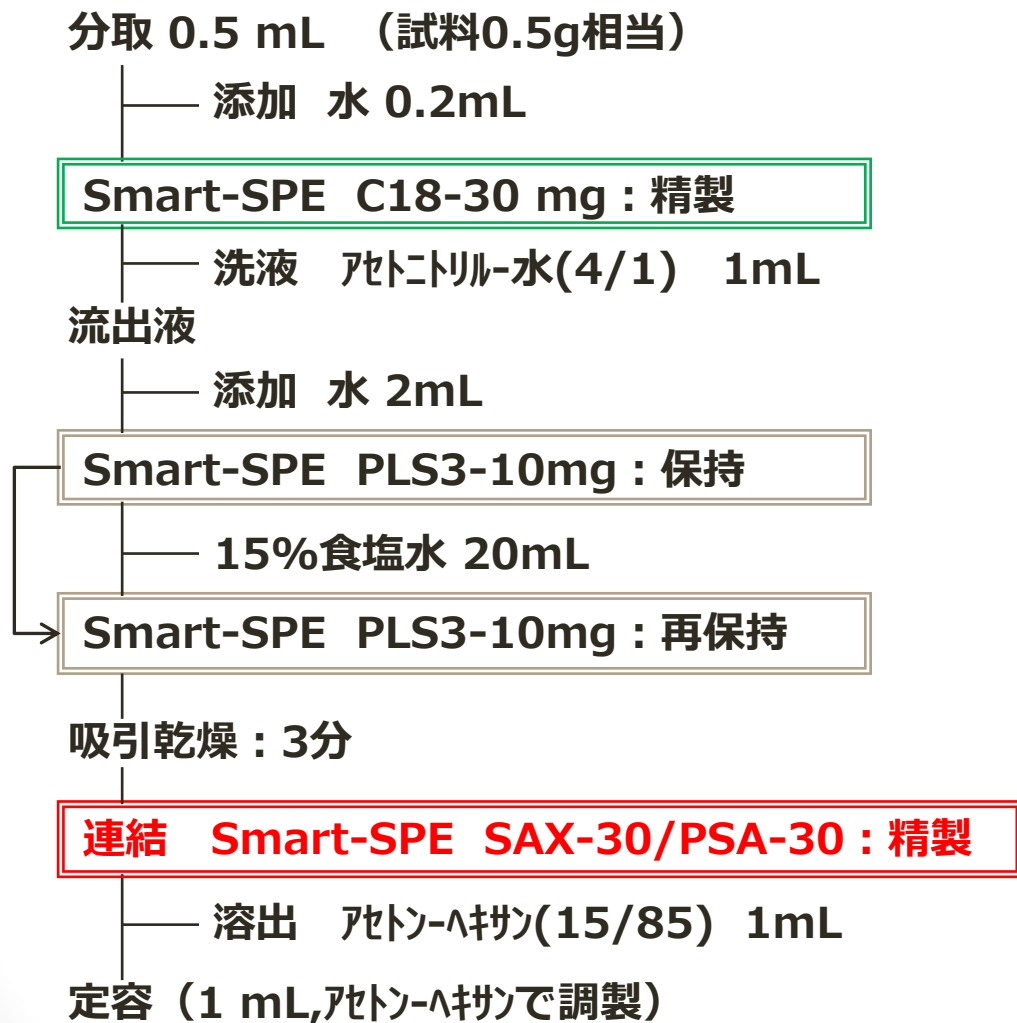 分取 0.5 mL （試料0.5g相当）
添加 水 0.2mL
Smart-SPE C18-30 mg：精製
洗液 ｱｾﾄﾆﾄﾘﾙ-水(4/1) 1mL
流出液
添加 水 2mL
Smart-SPE PLS3-10mg：保持
15%食塩水 20mL
Smart-SPE PLS3-10mg：再保持
吸引乾燥：3分
連結 Smart-SPE SAX-30/PSA-30：精製
溶出 ｱｾﾄﾝｰﾍｷｻﾝ(15/85) 1mL
定容（1 mL,ｱｾﾄﾝｰﾍｷｻﾝで調製）